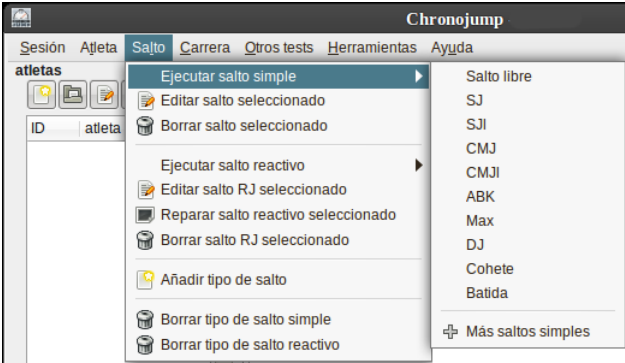 Chronojump
Sesión Atleta Salto Carrera Otros tests Herramientas Ayuda
atletas
ID atleta
Ejecutar salto simple
Editar salto seleccionado
Borrar salto seleccionado
Ejecutar salto reactivo
Editar salto RJ seleccionado
Reparar salto reactivo seleccionado
Borrar salto RJ seleccionado
Añadir tipo de salto
Borrar tipo de salto simple
Borrar tipo de salto reactivo
Salto libre
SJ
SJl
CMJ
CMJl
ABK
Max
DJ
Cohete
Batida
Más saltos simples